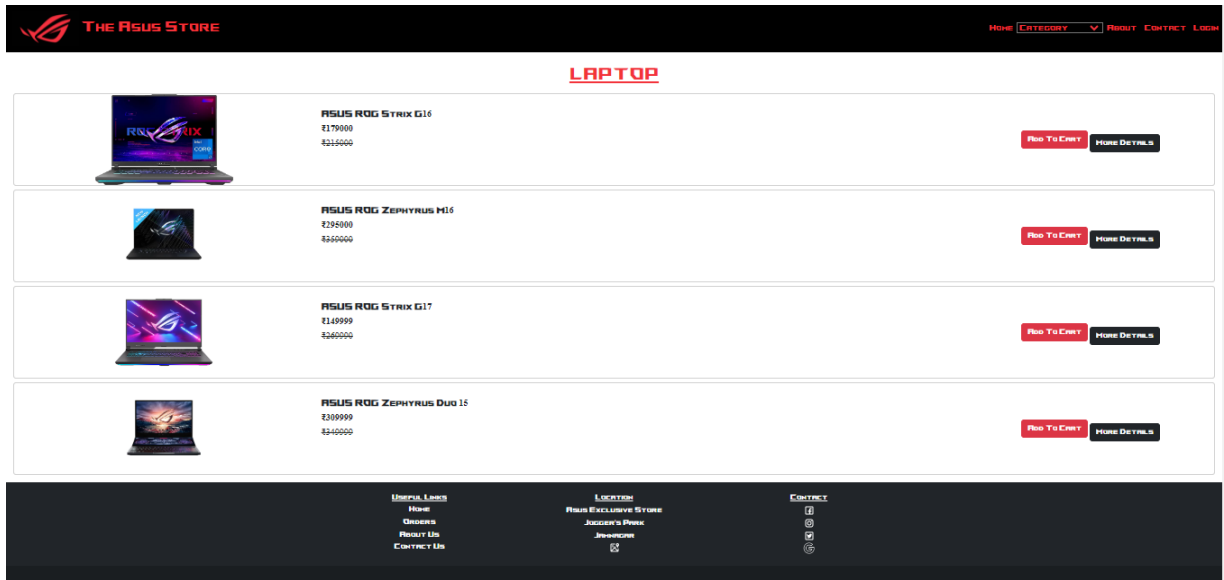 The Asus Store
Home Category About Contact Login
LAPTOP
ASUS ROG Strix G16
₹179000
₹215000
Add To Cart More Details
ASUS ROG Zephyrus M16
₹295000
₹359000
Add To Cart More Details
ASUS ROG Strix G17
₹149999
Add To Cart More Details
ASUS ROG Zephyrus Duo 15
₹309999
₹349999
Add To Cart More Details
Useful Links
Home
Orders
About Us
Contact Us
Location
Asus Exclusive Store
Jogger's Park
Jamnagar
Contact